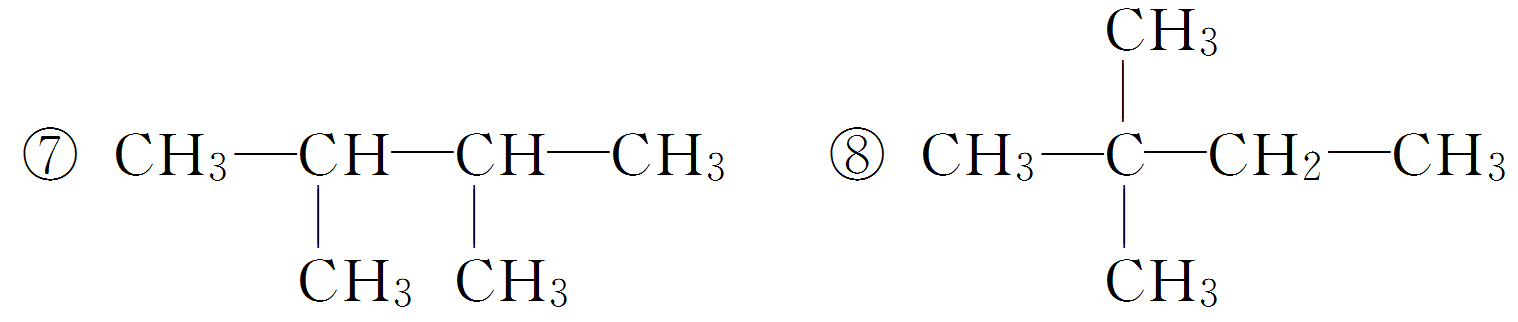 CH₃
⑦ CH₃—CH—CH—CH₃ ⑧ CH₃—C—CH₂—CH₃
CH₃ CH₃ CH₃